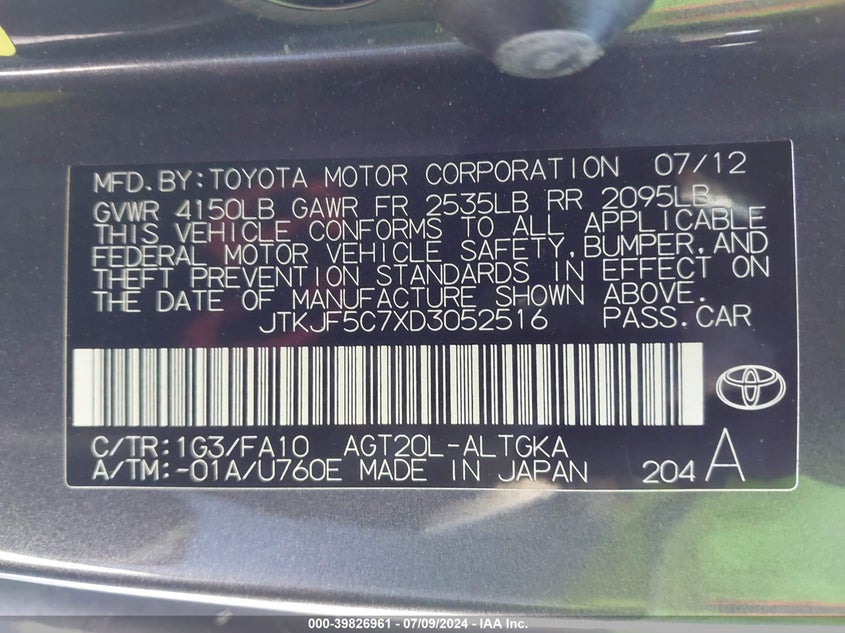 MFD.BY:TOYOTA MOTOR CORPORATION 07/12
GVWR 4150LB GAWR FR 2535LB RR 2095LB
THIS VEHICLE CONFORMS TO ALL APPLICABLE
FEDERAL MOTOR VEHICLE SAFETY,BUMPER,AND
THEFT PREVENTION STANDARDS IN EFFECT ON
THE DATE OF MANUFACTURE SHOWN ABOVE.
JTKJF5C7XD3052516 PASS.CAR
C/TR:1G3/FA10 AGT20L-ALTGKA
A/TM:-01A/U760E MADE IN JAPAN 204 A
000-39826961 - 07/09/2024 - IAA Inc.